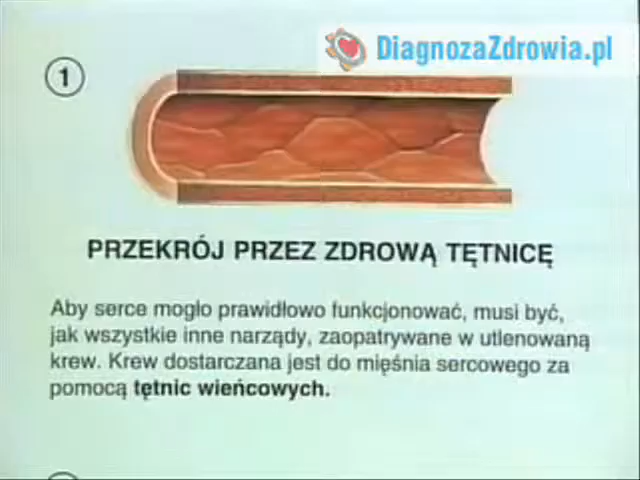 DiagnozaZdrowia.pl
1
PRZEKRÓJ PRZEZ ZDROWĄ TĘTNICĘ
Aby serce mogło prawidłowo funkcjonować, musi być,
jak wszystkie inne narządy, zaopatrywane w utlenowaną
krew. Krew dostarczana jest do mięśnia sercowego za
pomocą tętnic wieńcowych.